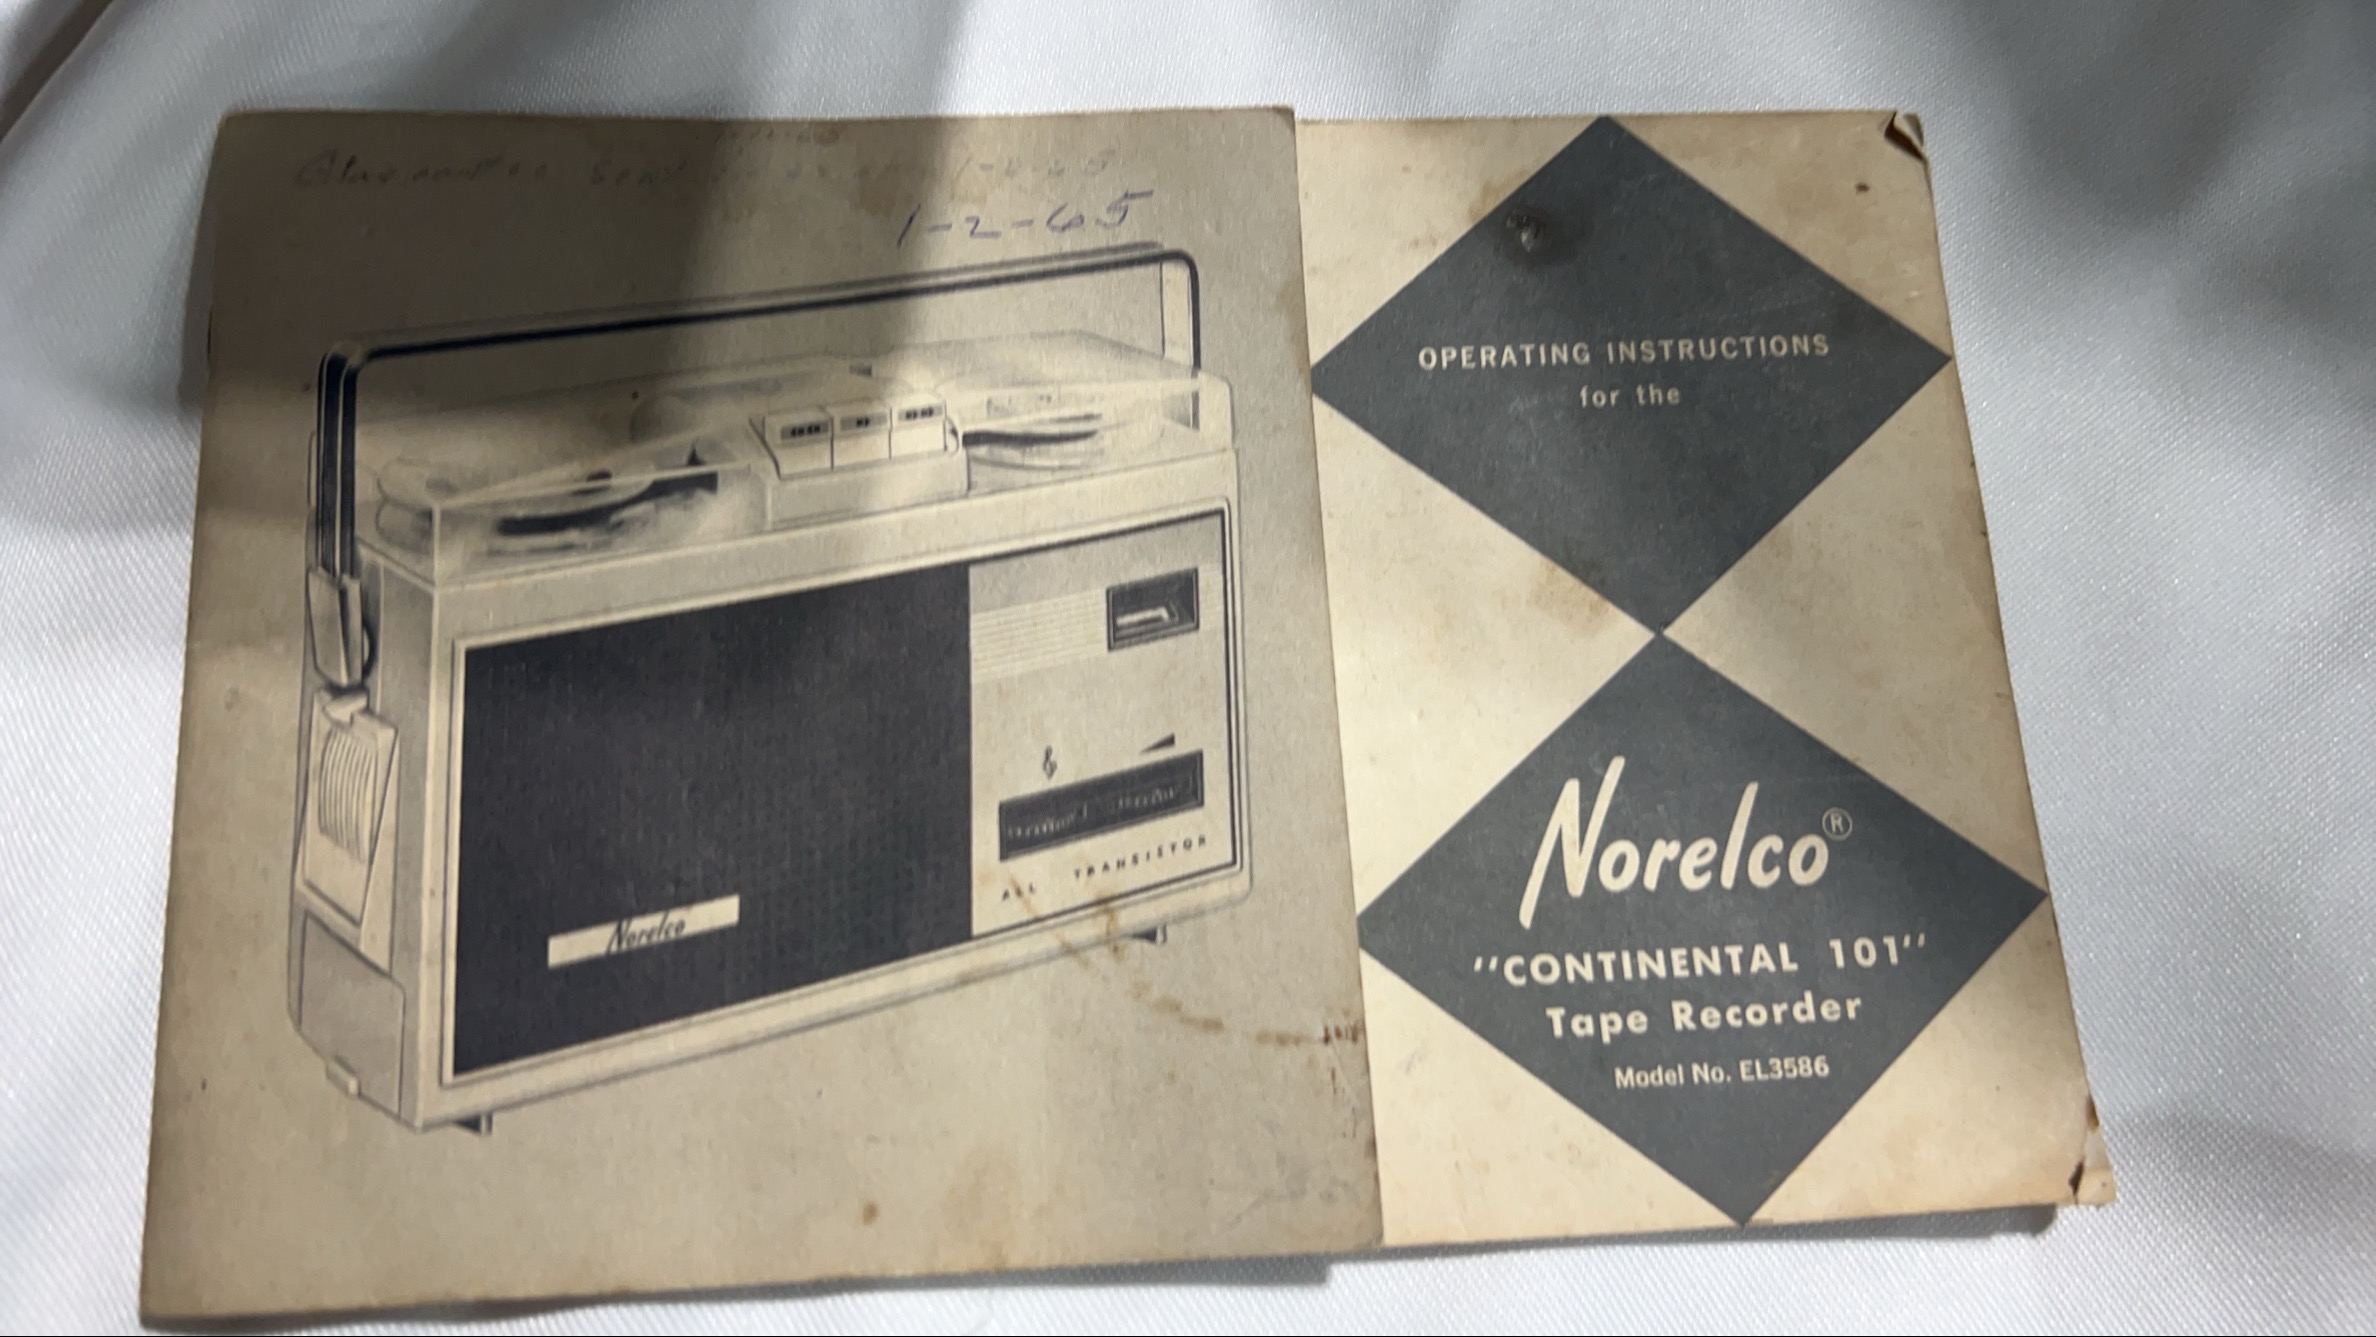 1-2-65
Norelco
ALL TRANSISTOR
OPERATING INSTRUCTIONS
for the
Norelco®
"CONTINENTAL 101"
Tape Recorder
Model No. EL3586